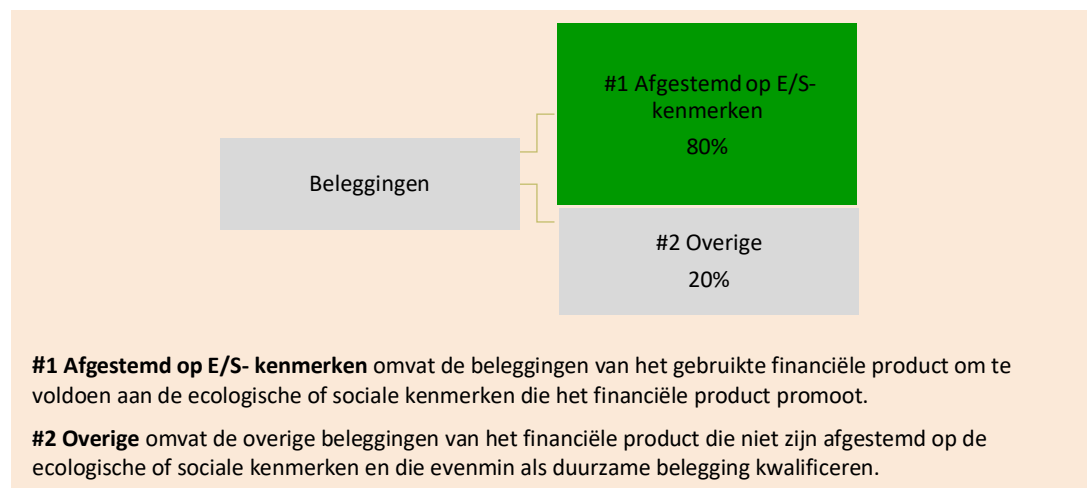 #1 Afgestemd op E/S-
kenmerken
80%
Beleggingen
#2 Overige
20%
#1 Afgestemd op E/S- kenmerken omvat de beleggingen van het gebruikte financiële product om te
voldoen aan de ecologische of sociale kenmerken die het financiële product promoot.
#2 Overige omvat de overige beleggingen van het financiële product die niet zijn afgestemd op de
ecologische of sociale kenmerken en die evenmin als duurzame belegging kwalificeren.